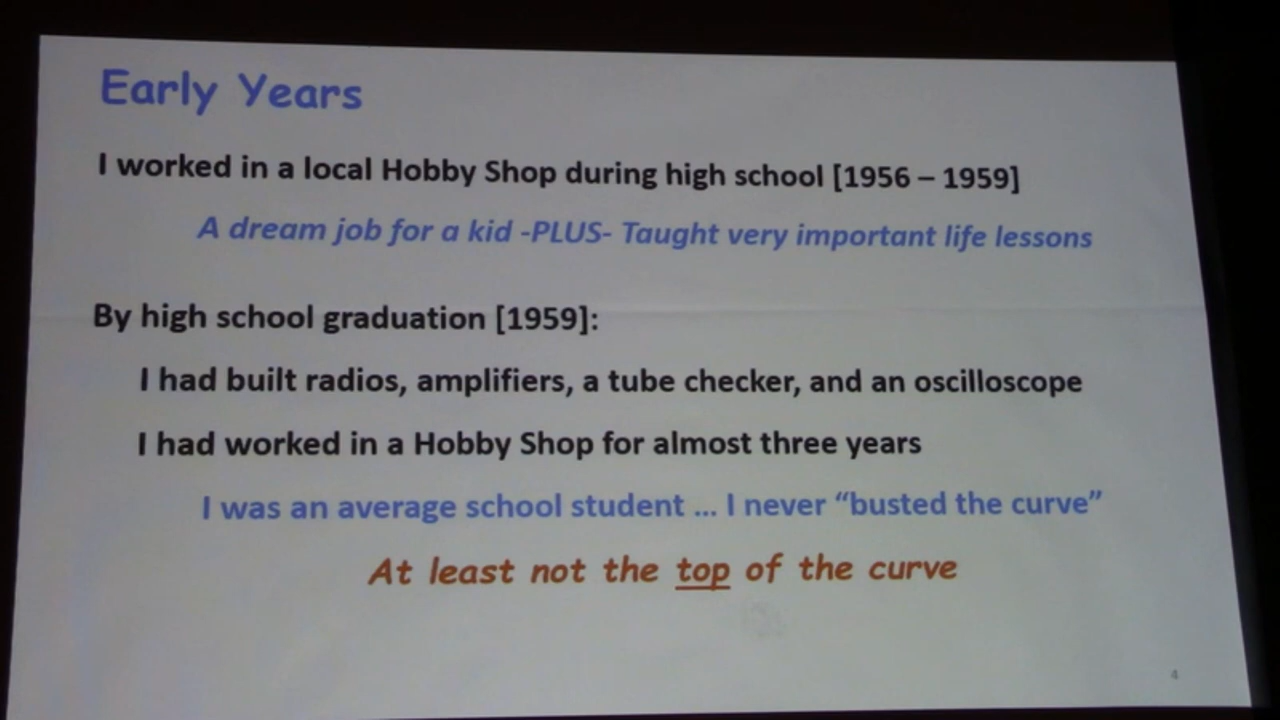 Early Years
I worked in a local Hobby Shop during high school [1956 – 1959]
A dream job for a kid -PLUS- Taught very important life lessons
By high school graduation [1959]:
I had built radios, amplifiers, a tube checker, and an oscilloscope
I had worked in a Hobby Shop for almost three years
I was an average school student ... I never “busted the curve”
At least not the top of the curve
4